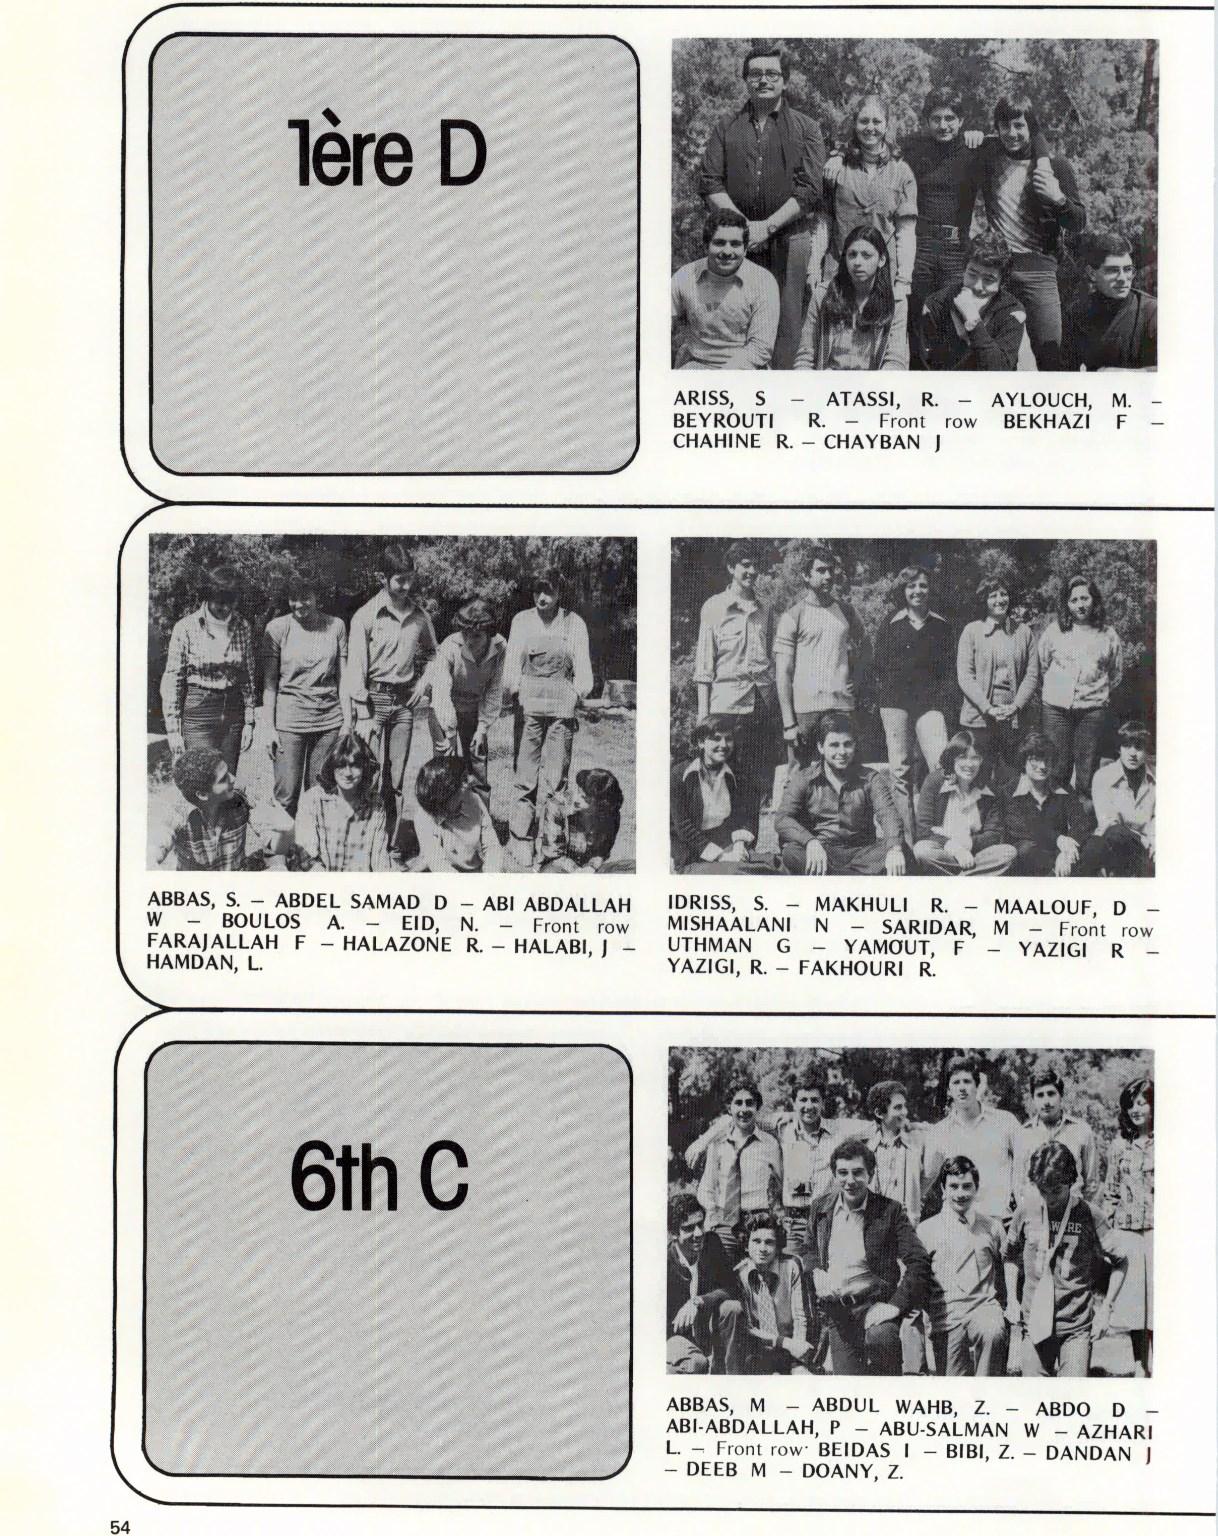 1ère D
ARISS, S — ATASSI, R. — AYLOUCH, M. —
BEYROUTI R. — Front row BEKHAZI F —
CHAHINE R. — CHAYBAN J
ABBAS, S. — ABDEL SAMAD D — ABI ABDALLAH
W — BOULOS A. — EID, N. — Front row
FARAJALLAH F — HALAZONE R. — HALABI, J —
HAMDAN, L.
IDRISS, S. — MAKHULI R. — MAALOUF, D —
MISHAALANI N — SARIDAR, M — Front row
UTHMAN G — YAMOUT, F — YAZIGI R —
YAZIGI, R. — FAKHOURI R.
6th C
ABBAS, M — ABDUL WAHB, Z. — ABDO D —
ABI-ABDALLAH, P — ABU-SALMAN W — AZHARI
L. — Front row BEIDAS I — BIBI, Z. — DANDAN J
— DEEB M — DOANY, Z.
54